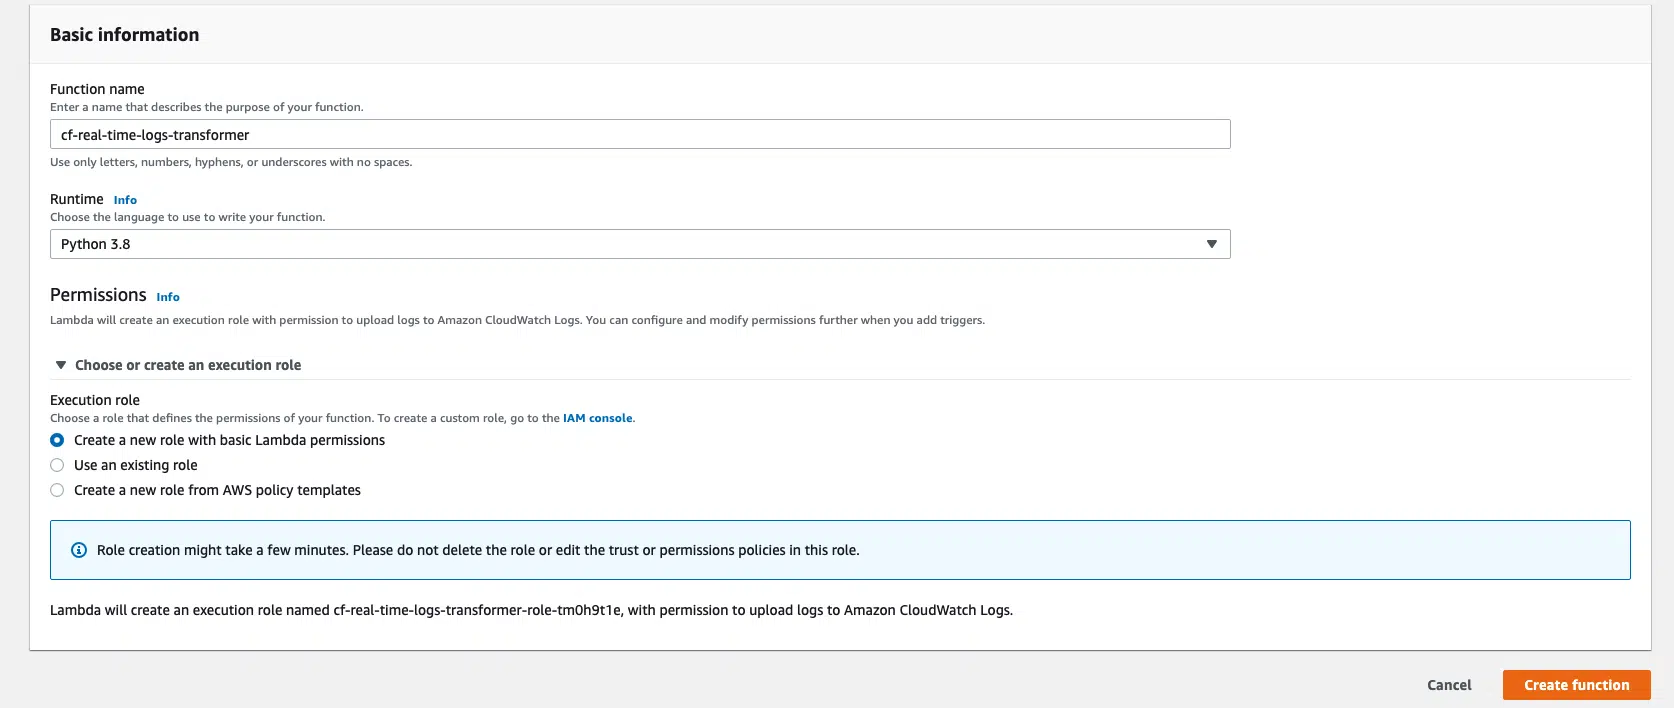 Basic information
Function name
Enter a name that describes the purpose of your function.
cf-real-time-logs-transformer
Use only letters, numbers, hyphens, or underscores with no spaces.
Runtime Info
Choose the language to use to write your function.
Python 3.8
Permissions Info
Lambda will create an execution role with permission to upload logs to Amazon CloudWatch Logs. You can configure and modify permissions further when you add triggers.
Choose or create an execution role
Execution role
Choose a role that defines the permissions of your function. To create a custom role, go to the IAM console.
Create a new role with basic Lambda permissions
Use an existing role
Create a new role from AWS policy templates
Role creation might take a few minutes. Please do not delete the role or edit the trust or permissions policies in this role.
Lambda will create an execution role named cf-real-time-logs-transformer-role-tm0h9t1e, with permission to upload logs to Amazon CloudWatch Logs.
Cancel Create function